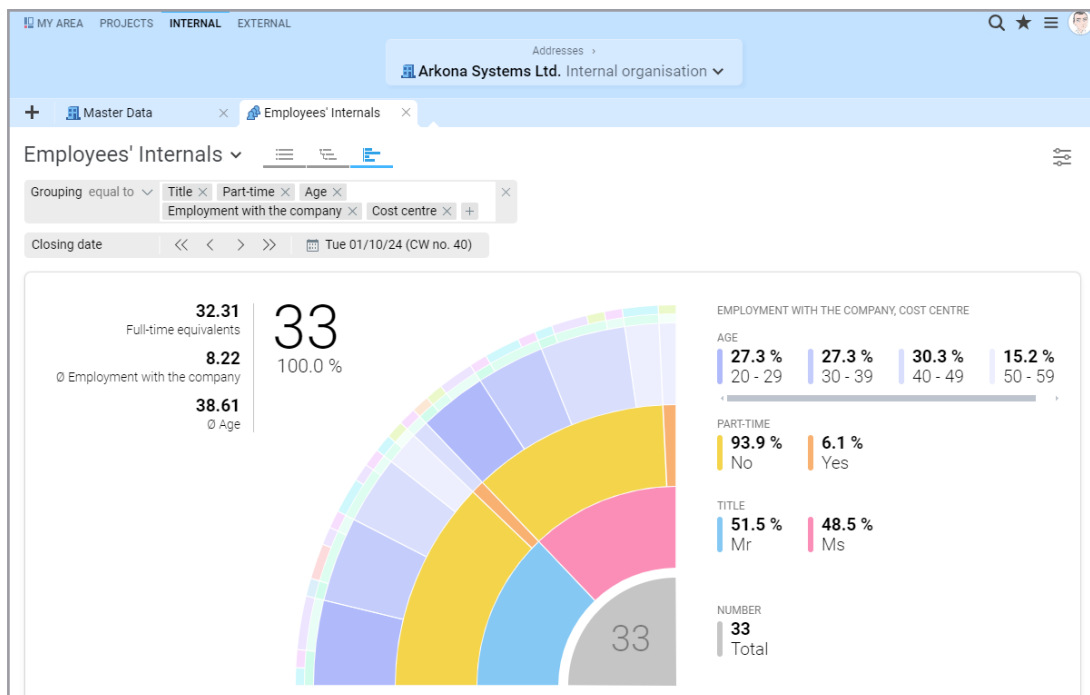 MY AREA PROJECTS INTERNAL EXTERNAL
Addresses ›
Arkona Systems Ltd. Internal organisation
Master Data
Employees' Internals
Employees' Internals
Grouping equal to Title Part-time Age
Employment with the company Cost centre
Closing date Tue 01/10/24 (CW no. 40)
32.31
Full-time equivalents
8.22
Ø Employment with the company
38.61
Ø Age
33
100.0 %
33
EMPLOYMENT WITH THE COMPANY, COST CENTRE
AGE
27.3 % 27.3 % 30.3 % 15.2 %
20 - 29 30 - 39 40 - 49 50 - 59
PART-TIME
93.9 % 6.1 %
No Yes
TITLE
51.5 % 48.5 %
Mr Ms
NUMBER
33
Total